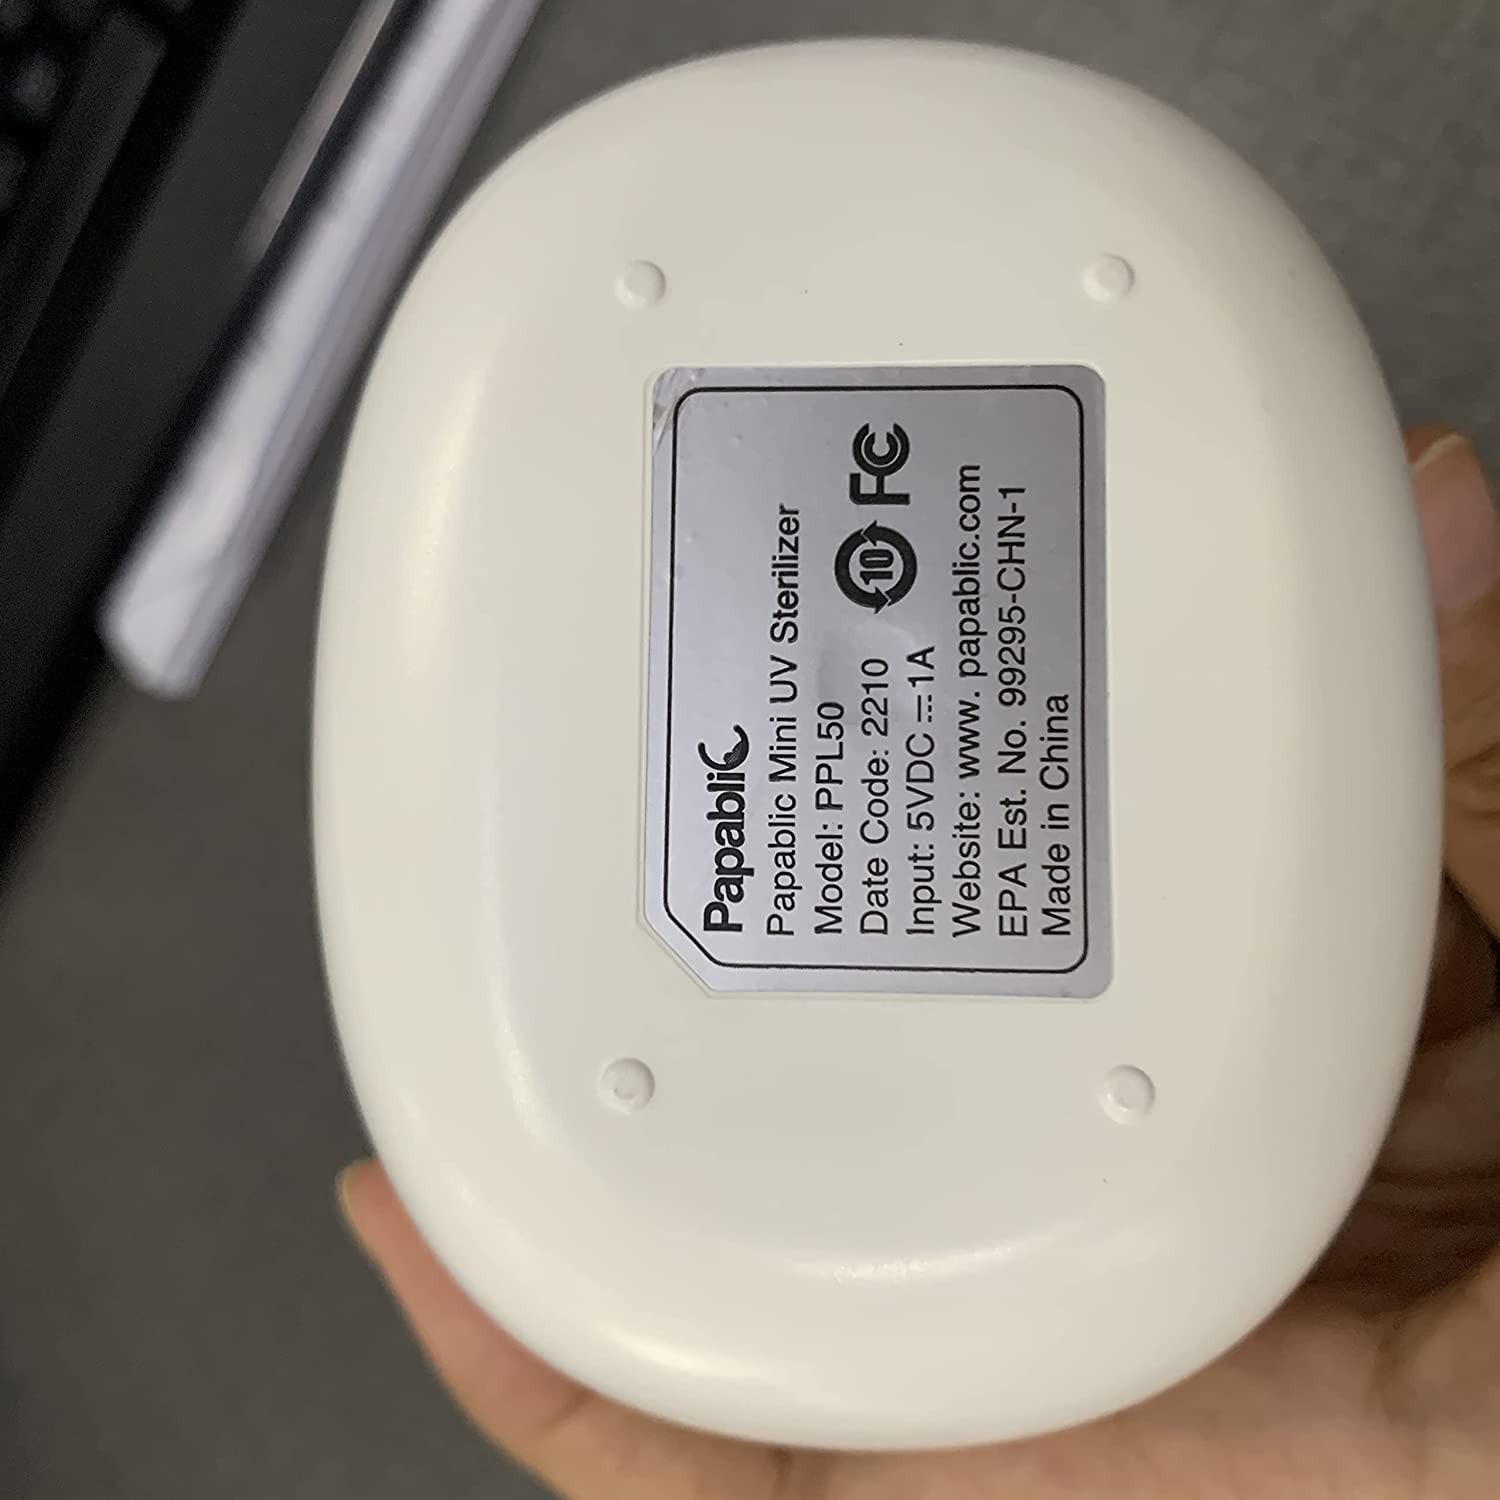 Papablic
Papablic Mini UV Sterilizer
Model: PPL50
Date Code: 2210
10 FC
Input: 5VDC ⎓ 1A
Website: www. papablic.com
EPA Est. No. 99295-CHN-1
Made in China